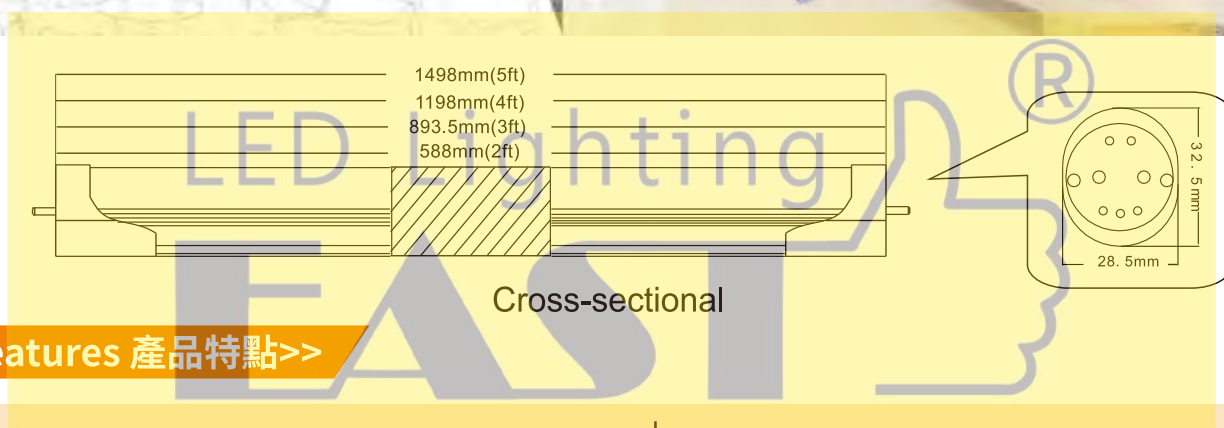 1498mm(5ft)
1198mm(4ft)
893.5mm(3ft)
588mm(2ft)
LED Lighting
EAST
®
32. 5mm
28. 5mm
Cross-sectional
eatures 產品特點>>